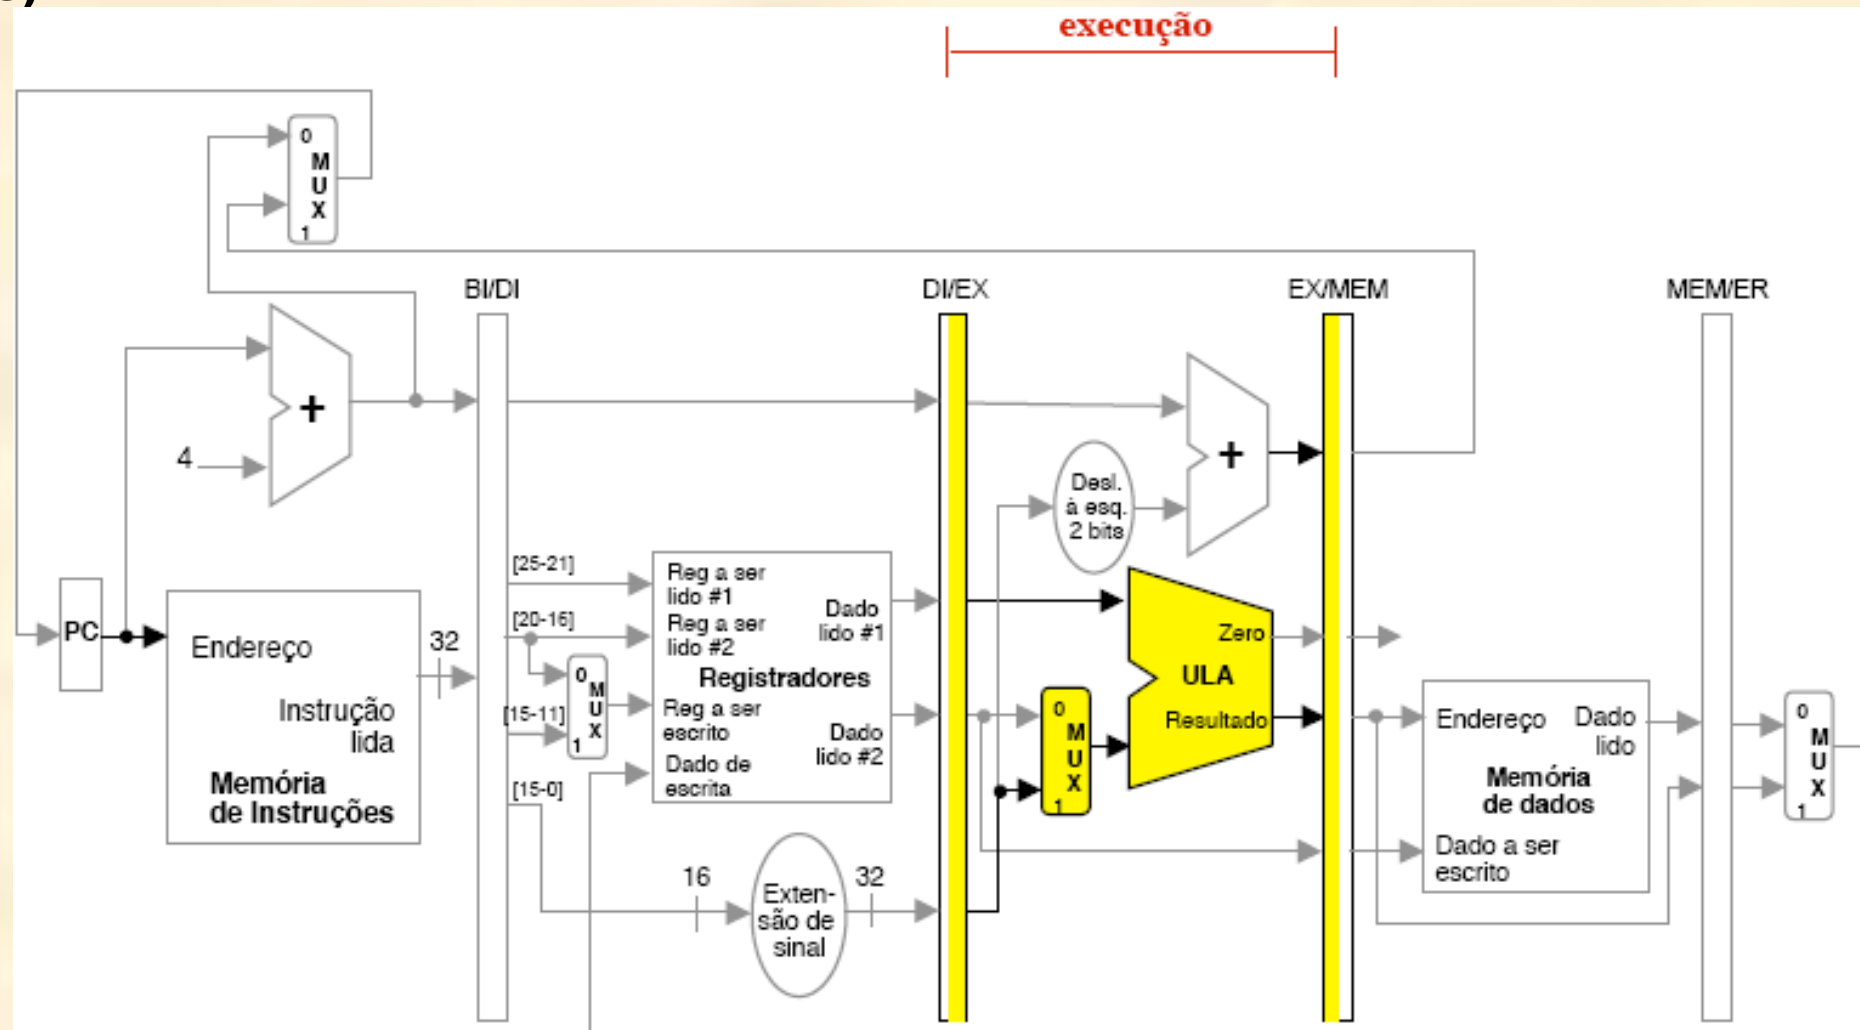 execução
0
M
U
X
1
BI/DI
DI/EX
EX/MEM
MEM/ER
+
4
+
Desl.
à esq.
2 bits
PC
Endereço
Instrução
lida
Memória
de Instruções
32
[25-21]
[20-16]
[15-11]
[15-0]
0
M
U
X
1
Reg a ser
lido #1
Reg a ser
lido #2
Dado
lido #1
Registradores
Reg a ser
escrito
Dado
lido #2
Dado de
escrita
16
Exten-
são de
sinal
32
0
M
U
X
1
Zero
ULA
Resultado
Endereço
Dado
lido
Memória
de dados
Dado a ser
escrito
0
M
U
X
1